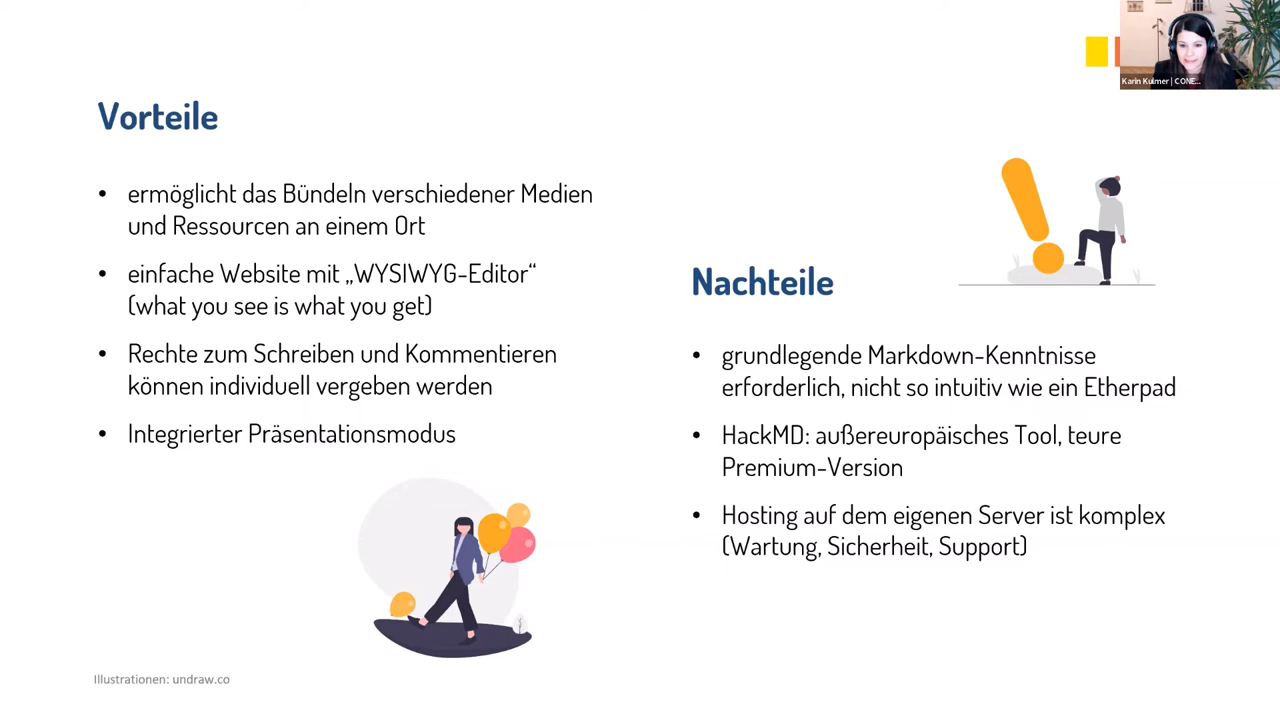 Karin Kulmer | CONE...
Vorteile
• ermöglicht das Bündeln verschiedener Medien
und Ressourcen an einem Ort
• einfache Website mit „WYSIWYG-Editor“
(what you see is what you get)
• Rechte zum Schreiben und Kommentieren
können individuell vergeben werden
• Integrierter Präsentationsmodus
Nachteile
• grundlegende Markdown-Kenntnisse
erforderlich, nicht so intuitiv wie ein Etherpad
• HackMD: außereuropäisches Tool, teure
Premium-Version
• Hosting auf dem eigenen Server ist komplex
(Wartung, Sicherheit, Support)
Illustrationen: undraw.co